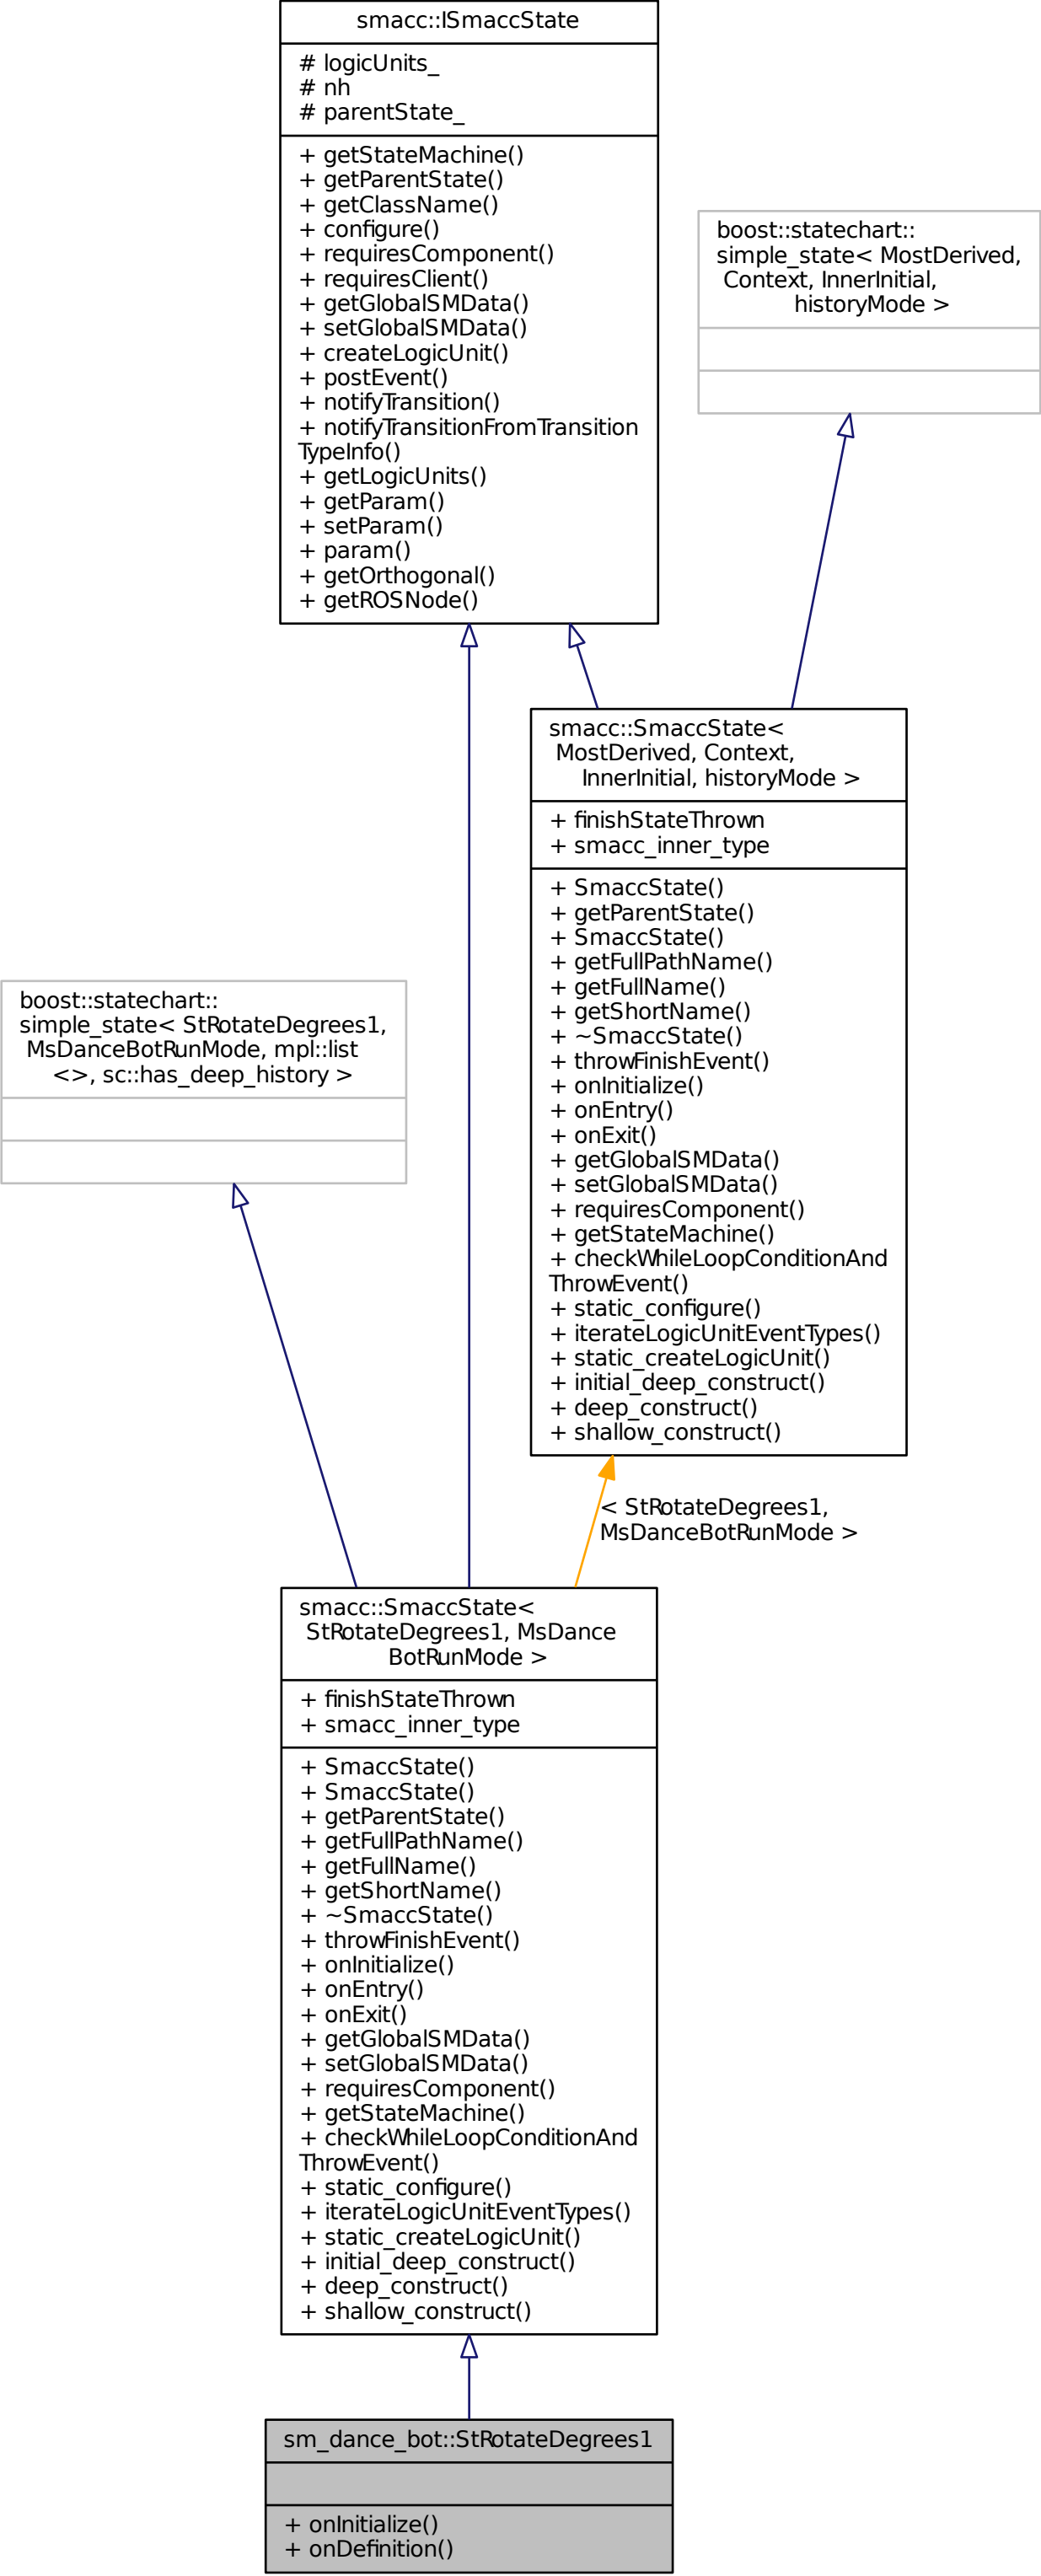 smacc::ISmaccState
# logicUnits_
# nh
# parentState_
+ getStateMachine()
+ getParentState()
+ getClassName()
+ configure()
+ requiresComponent()
+ requiresClient()
+ getGlobalSMData()
+ setGlobalSMData()
+ createLogicUnit()
+ postEvent()
+ notifyTransition()
+ notifyTransitionFromTransition
TypeInfo()
+ getLogicUnits()
+ getParam()
+ setParam()
+ param()
+ getOrthogonal()
+ getROSNode()
boost::statechart::
simple_state< MostDerived,
Context, InnerInitial,
historyMode >
smacc::SmaccState<
MostDerived, Context,
InnerInitial, historyMode >
+ finishStateThrown
+ smacc_inner_type
+ SmaccState()
+ getParentState()
+ SmaccState()
+ getFullPathName()
+ getFullName()
+ getShortName()
+ ~SmaccState()
+ throwFinishEvent()
+ onInitialize()
+ onEntry()
+ onExit()
+ getGlobalSMData()
+ setGlobalSMData()
+ requiresComponent()
+ getStateMachine()
+ checkWhileLoopConditionAnd
ThrowEvent()
+ static_configure()
+ iterateLogicUnitEventTypes()
+ static_createLogicUnit()
+ initial_deep_construct()
+ deep_construct()
+ shallow_construct()
boost::statechart::
simple_state< StRotateDegrees1,
MsDanceBotRunMode, mpl::list
<>, sc::has_deep_history >
< StRotateDegrees1,
MsDanceBotRunMode >
smacc::SmaccState<
StRotateDegrees1, MsDance
BotRunMode >
+ finishStateThrown
+ smacc_inner_type
+ SmaccState()
+ SmaccState()
+ getParentState()
+ getFullPathName()
+ getFullName()
+ getShortName()
+ ~SmaccState()
+ throwFinishEvent()
+ onInitialize()
+ onEntry()
+ onExit()
+ getGlobalSMData()
+ setGlobalSMData()
+ requiresComponent()
+ getStateMachine()
+ checkWhileLoopConditionAnd
ThrowEvent()
+ static_configure()
+ iterateLogicUnitEventTypes()
+ static_createLogicUnit()
+ initial_deep_construct()
+ deep_construct()
+ shallow_construct()
sm_dance_bot::StRotateDegrees1
+ onInitialize()
+ onDefinition()